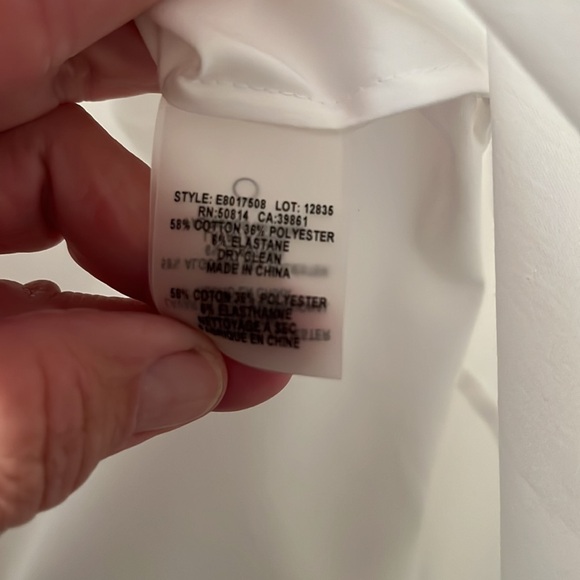 STYLE: E8017508 LOT: 12835
RN:50814 CA:39861
58% COTTON 36% POLYESTER
6% ELASTANE
DRY CLEAN
MADE IN CHINA
58% COTON 36% POLYESTER
6% ELASTHANNE
NETTOYAGE À SEC
FABRIQUÉ EN CHINE